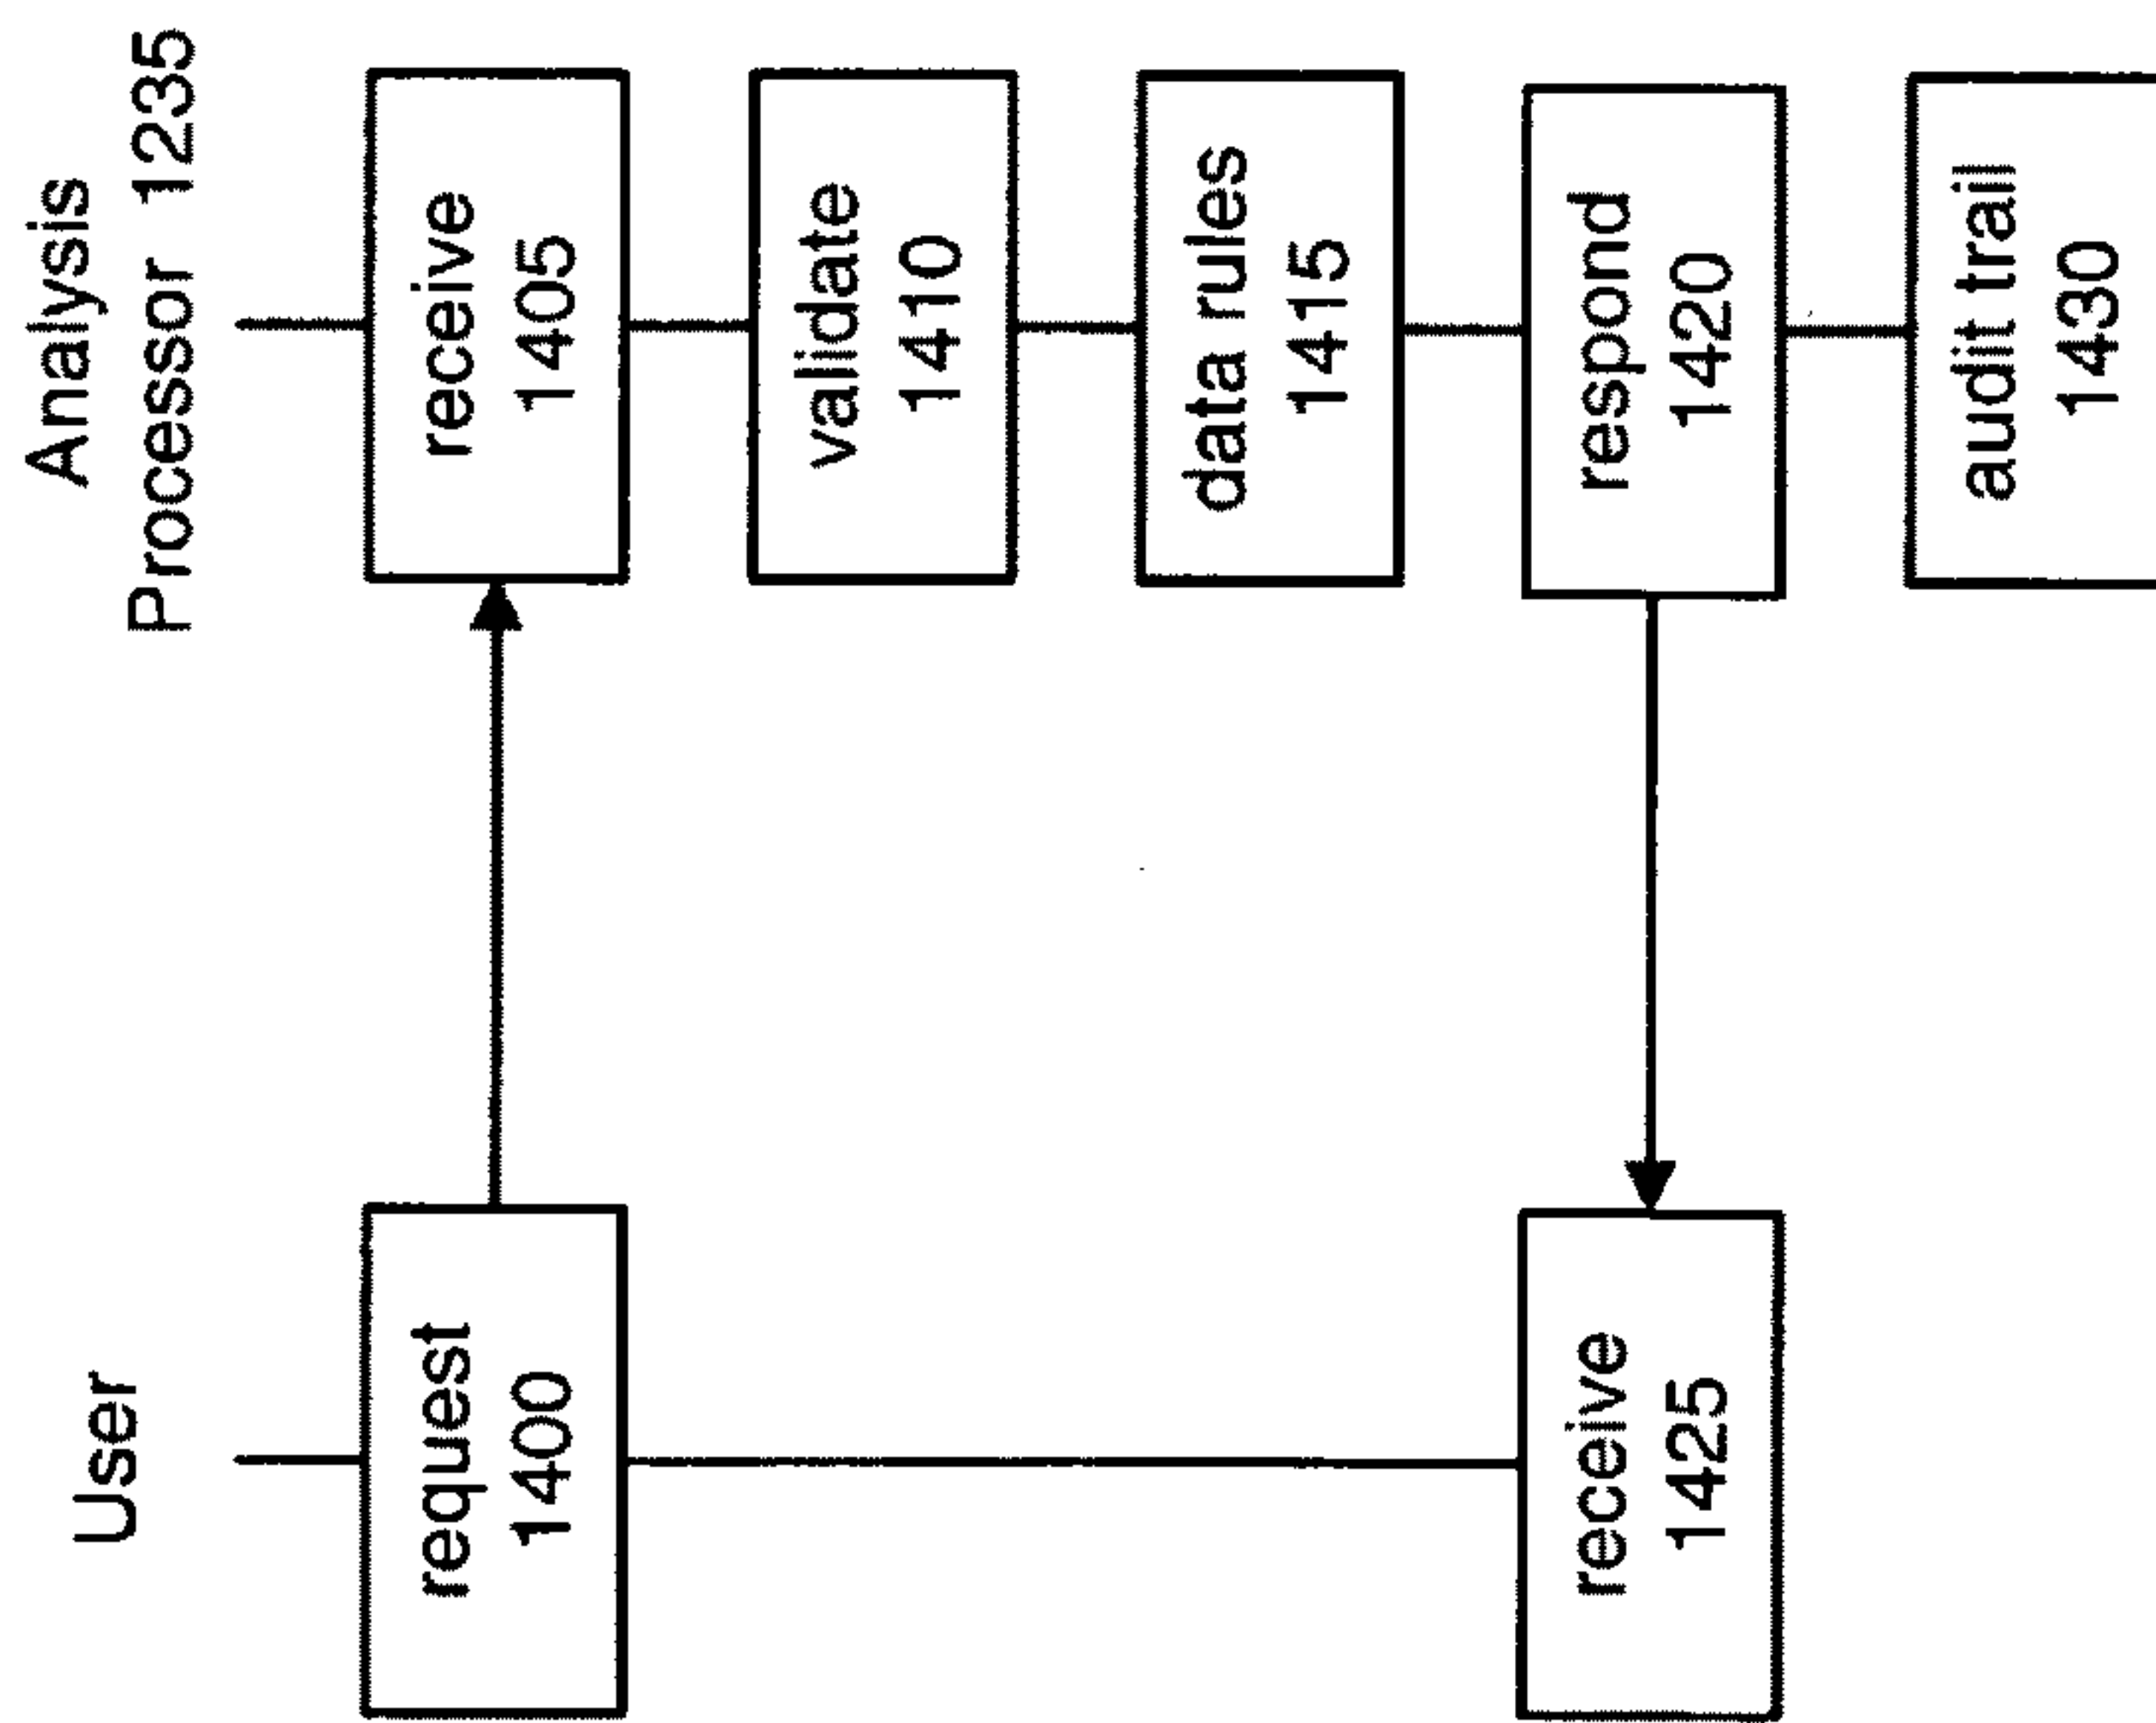 User
request
1400
receive
1425
Analysis
Processor 1235
receive
1405
validate
1410
data rules
1415
respond
1420
audit trail
1430